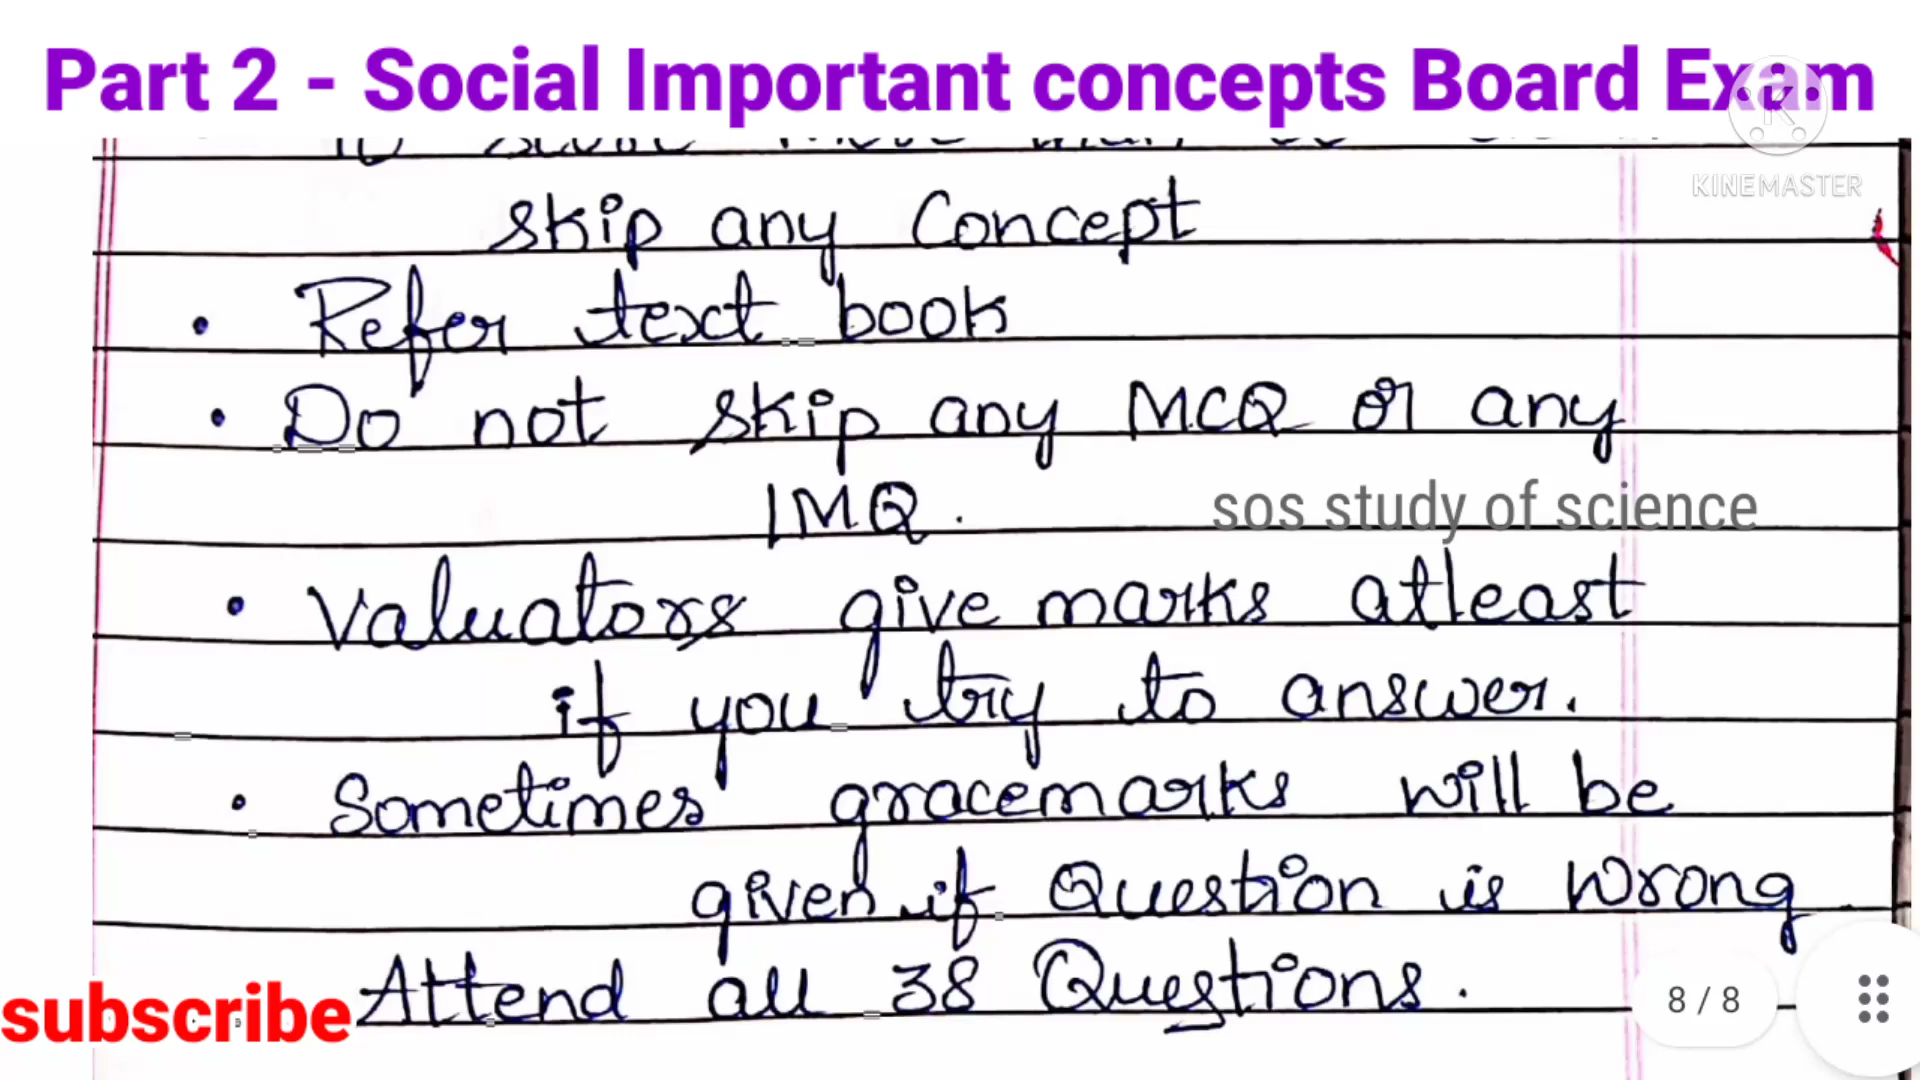 Part 2 - Social Important concepts Board Exam
KINEMASTER
skip any Concept
• Refer text book
• Do not skip any MCQ or any
IMQ.
sos study of science
• Valuators give marks atleast
if you try to answer.
• Sometimes gracemarks will be
given if Question is wrong.
subscribe
Attend all 38 Questions.
8 / 8